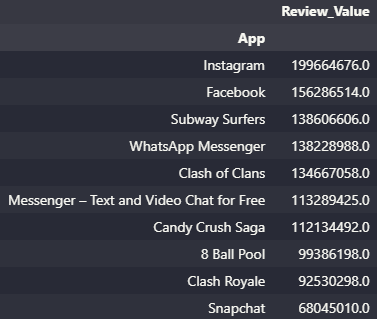 Review_Value
App
Instagram 199664676.0
Facebook 156286514.0
Subway Surfers 138606606.0
WhatsApp Messenger 138228988.0
Clash of Clans 134667058.0
Messenger – Text and Video Chat for Free 113289425.0
Candy Crush Saga 112134492.0
8 Ball Pool 99386198.0
Clash Royale 92530298.0
Snapchat 68045010.0